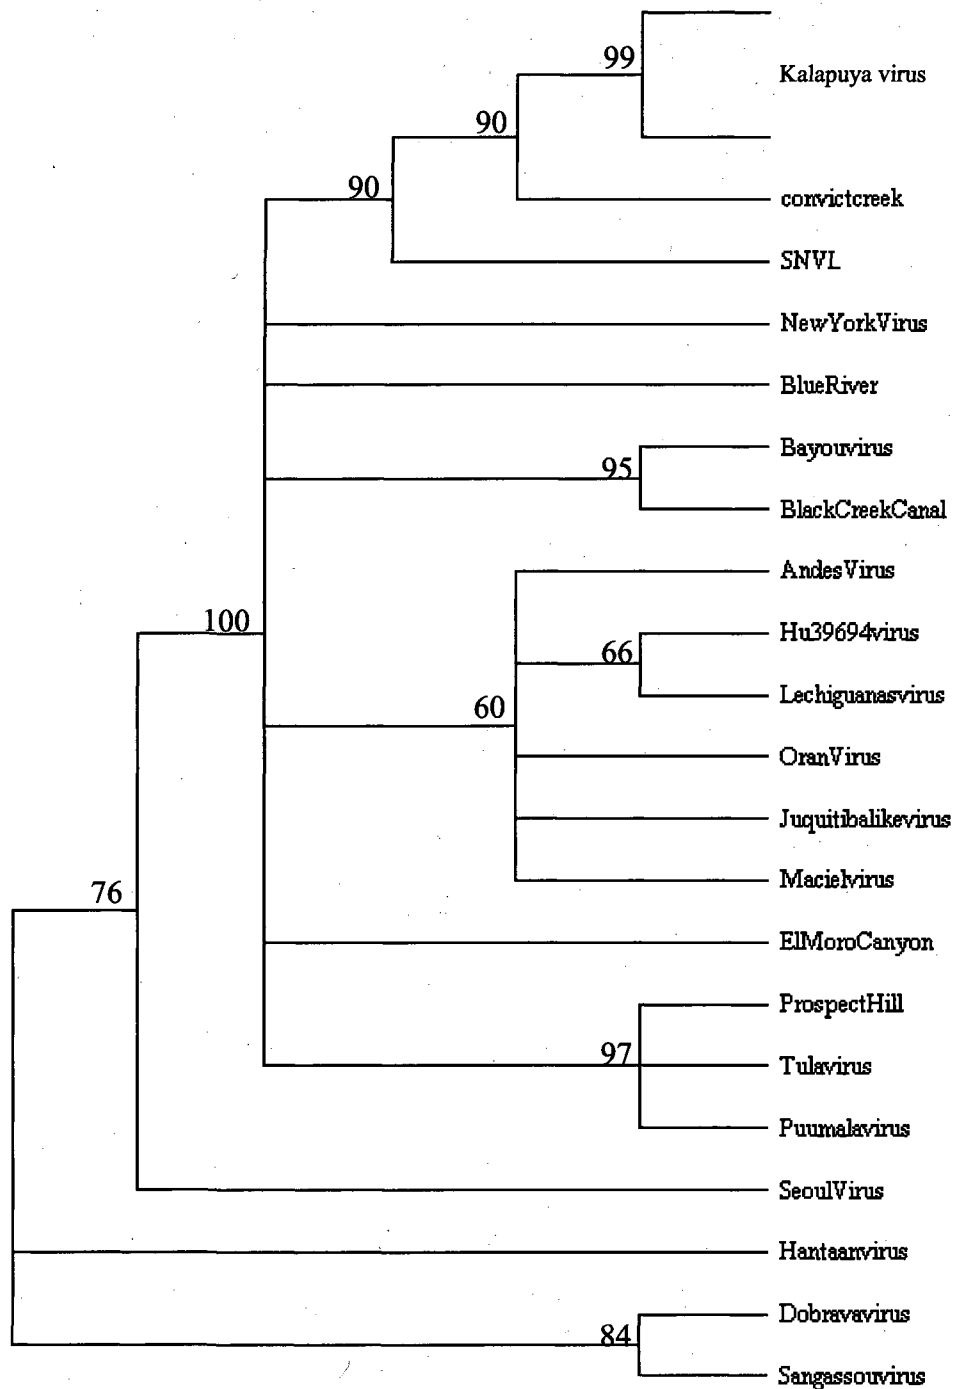 99
Kalapuya virus
90
90
convictcreek
SNVL
NewYorkVirus
BlueRiver
Bayouvirus
95
BlackCreekCanal
AndesVirus
100
Hu39694virus
66
Lechiguanasvirus
60
OranVirus
Juquitibalikevirus
Macielvirus
76
ElMoroCanyon
ProspectHill
97
Tulavirus
Puumalavirus
SeoulVirus
Hantaanvirus
Dobravavirus
84
Sangassouvirus